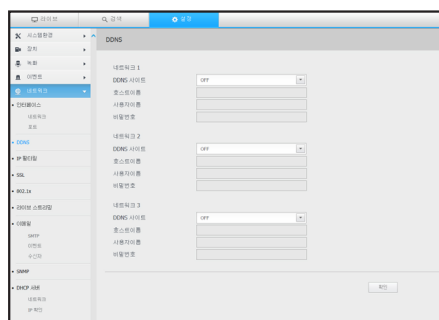 라이브
검색
설정
시스템환경
장치
녹화
이벤트
네트워크
인터페이스
네트워크
포트
DDNS
IP 필터링
SSL
802.1x
라이브 스트리밍
이메일
SMTP
이벤트
수신자
SNMP
DHCP 서버
네트워크
IP 확인
DDNS
네트워크 1
DDNS 사이트 OFF
호스트이름
사용자이름
비밀번호
네트워크 2
DDNS 사이트 OFF
호스트이름
사용자이름
비밀번호
네트워크 3
DDNS 사이트 OFF
호스트이름
사용자이름
비밀번호
확인